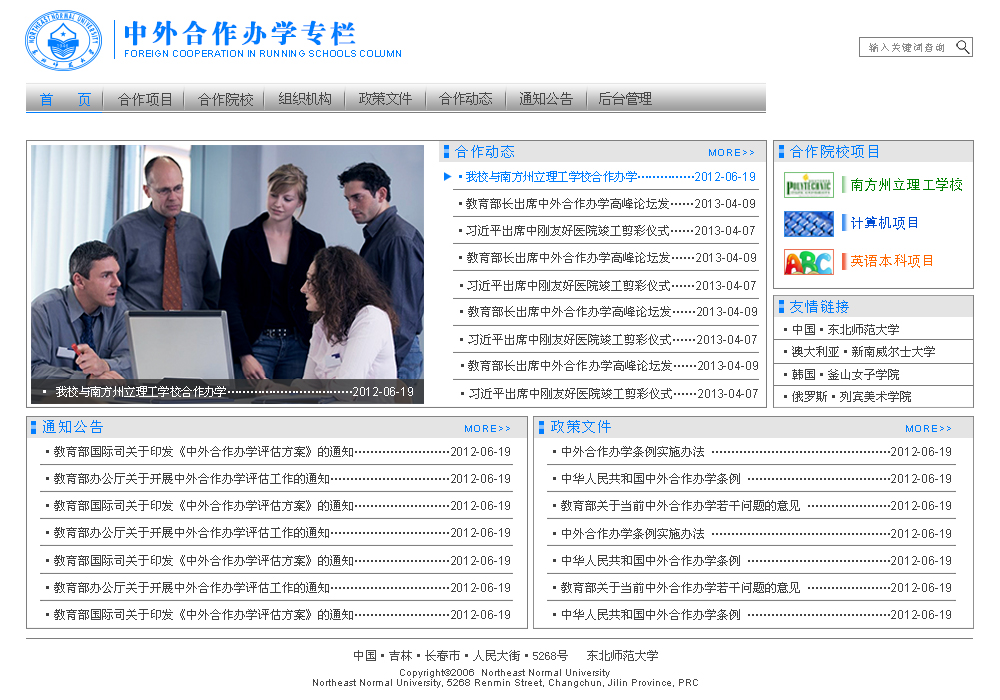 NORTHEAST NORMAL UNIVERSITY
中外合作办学专栏
FOREIGN COOPERATION IN RUNNING SCHOOLS COLUMN
输入关键词查询
首 页 合作项目 合作院校 组织机构 政策文件 合作动态 通知公告 后台管理
▪ 我校与南方州立理工学校合作办学································2012-06-19
合作动态 MORE>>
▪ 我校与南方州立理工学校合作办学··············2012-06-19
▪ 教育部长出席中外合作办学高峰论坛发······2013-04-09
▪ 习近平出席中刚友好医院竣工剪彩仪式······2013-04-07
▪ 教育部长出席中外合作办学高峰论坛发······2013-04-09
▪ 习近平出席中刚友好医院竣工剪彩仪式······2013-04-07
▪ 教育部长出席中外合作办学高峰论坛发······2013-04-09
▪ 习近平出席中刚友好医院竣工剪彩仪式······2013-04-07
▪ 教育部长出席中外合作办学高峰论坛发······2013-04-09
▪ 习近平出席中刚友好医院竣工剪彩仪式······2013-04-07
合作院校项目
POLYTECHNIC
南方州立理工学校
计算机项目
ABC
英语本科项目
友情链接
▪ 中国▪东北师范大学
▪ 澳大利亚▪新南威尔士大学
▪ 韩国▪釜山女子学院
▪ 俄罗斯▪列宾美术学院
通知公告 MORE>>
▪ 教育部国际司关于印发《中外合作办学评估方案》的通知························2012-06-19
▪ 教育部办公厅关于开展中外合作办学评估工作的通知······························2012-06-19
▪ 教育部国际司关于印发《中外合作办学评估方案》的通知························2012-06-19
▪ 教育部办公厅关于开展中外合作办学评估工作的通知······························2012-06-19
▪ 教育部国际司关于印发《中外合作办学评估方案》的通知························2012-06-19
▪ 教育部办公厅关于开展中外合作办学评估工作的通知······························2012-06-19
▪ 教育部国际司关于印发《中外合作办学评估方案》的通知························2012-06-19
政策文件 MORE>>
▪ 中外合作办学条例实施办法 ·············································2012-06-19
▪ 中华人民共和国中外合作办学条例 ····································2012-06-19
▪ 教育部关于当前中外合作办学若干问题的意见 ·····················2012-06-19
▪ 中外合作办学条例实施办法 ·············································2012-06-19
▪ 中华人民共和国中外合作办学条例 ····································2012-06-19
▪ 教育部关于当前中外合作办学若干问题的意见 ·····················2012-06-19
▪ 中华人民共和国中外合作办学条例 ····································2012-06-19
中国▪吉林▪长春市▪人民大街▪5268号 东北师范大学
Copyright©2006 Northeast Normal University
Northeast Normal University, 5268 Renmin Street, Changchun, Jilin Province, PRC